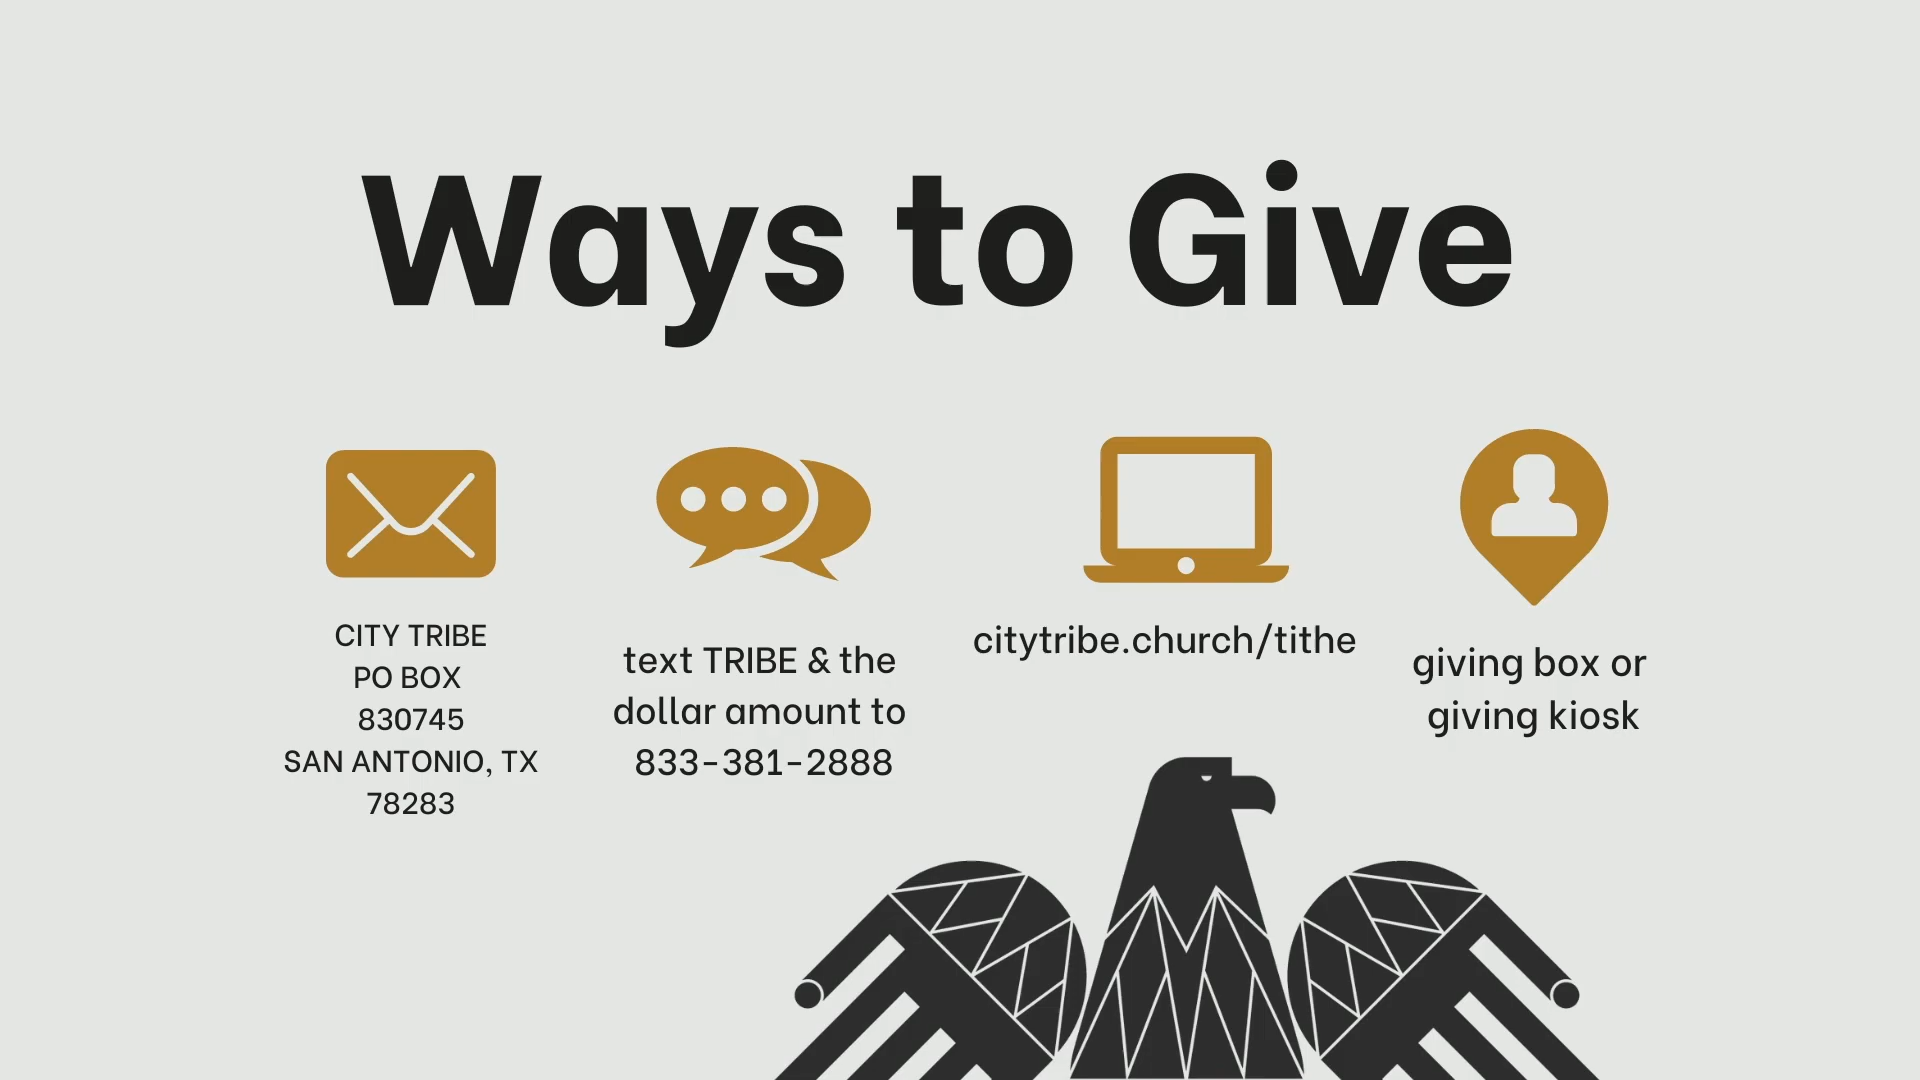 Ways to Give
CITY TRIBE
PO BOX
830745
SAN ANTONIO, TX
78283
text TRIBE & the
dollar amount to
833-381-2888
citytribe.church/tithe
giving box or
giving kiosk